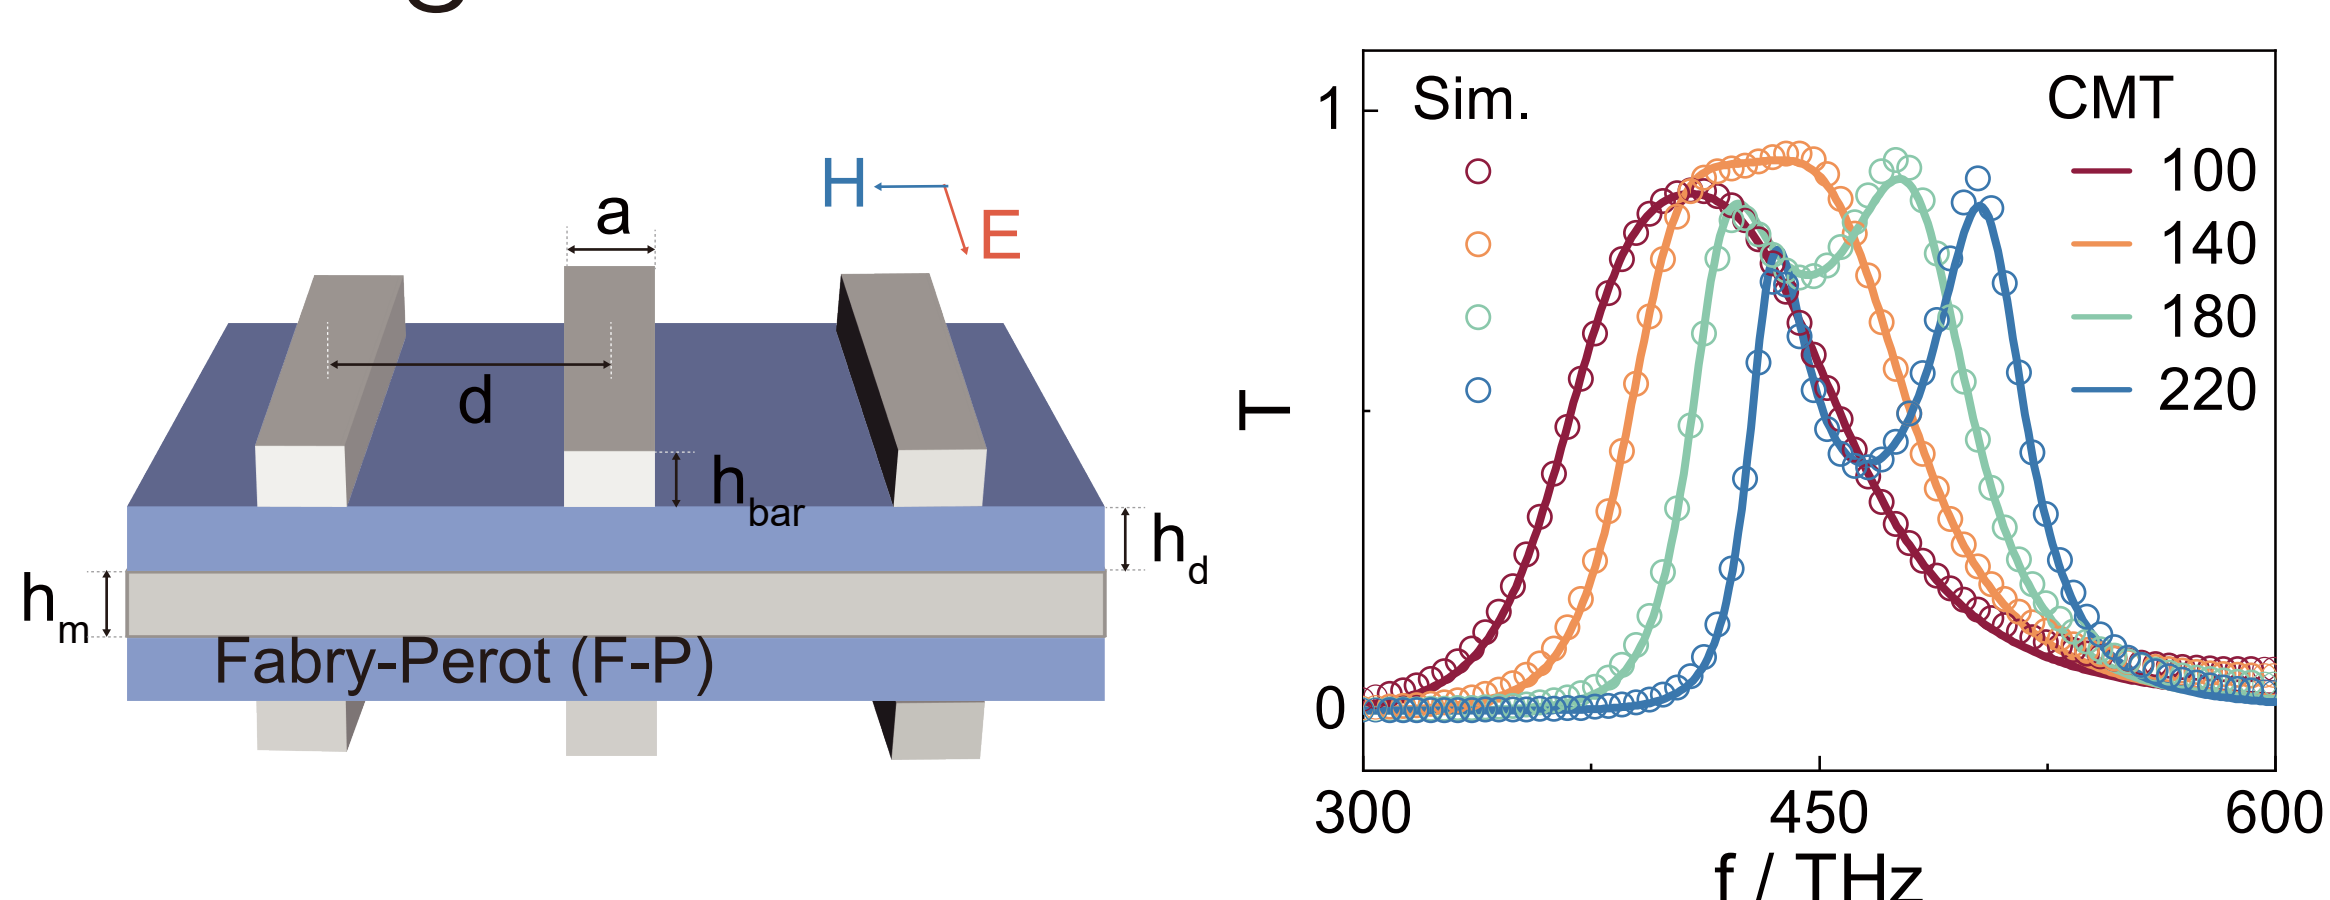 H
E
a
d
h bar
h d
h m
Fabry-Perot (F-P)
Sim.
CMT
100
140
180
220
1
0
T
300
450
600
f / THz